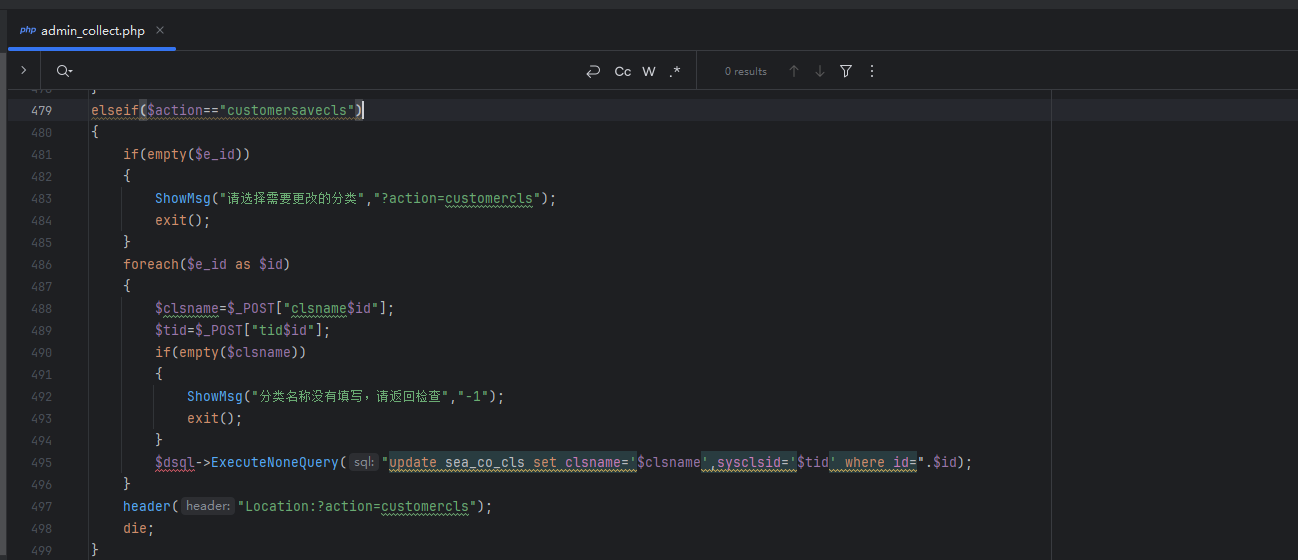 php admin_collect.php ×
Cc W .* 0 results
479 elseif($action=="customersavecls")
480 {
481 if(empty($e_id))
482 {
483 ShowMsg("请选择需要更改的分类","?action=customercls");
484 exit();
485 }
486 foreach($e_id as $id)
487 {
488 $clsname=$_POST["clsname$id"];
489 $tid=$_POST["tid$id"];
490 if(empty($clsname))
491 {
492 ShowMsg("分类名称没有填写，请返回检查","-1");
493 exit();
494 }
495 $dsql->ExecuteNoneQuery( sql: "update sea_co_cls set clsname='$clsname',sysclsid='$tid' where id=".$id);
496 }
497 header( header: "Location:?action=customercls");
498 die;
499 }